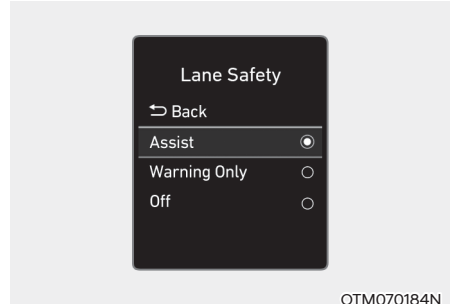 Lane Safety
Back
Assist
Warning Only
Off
OTM070184N